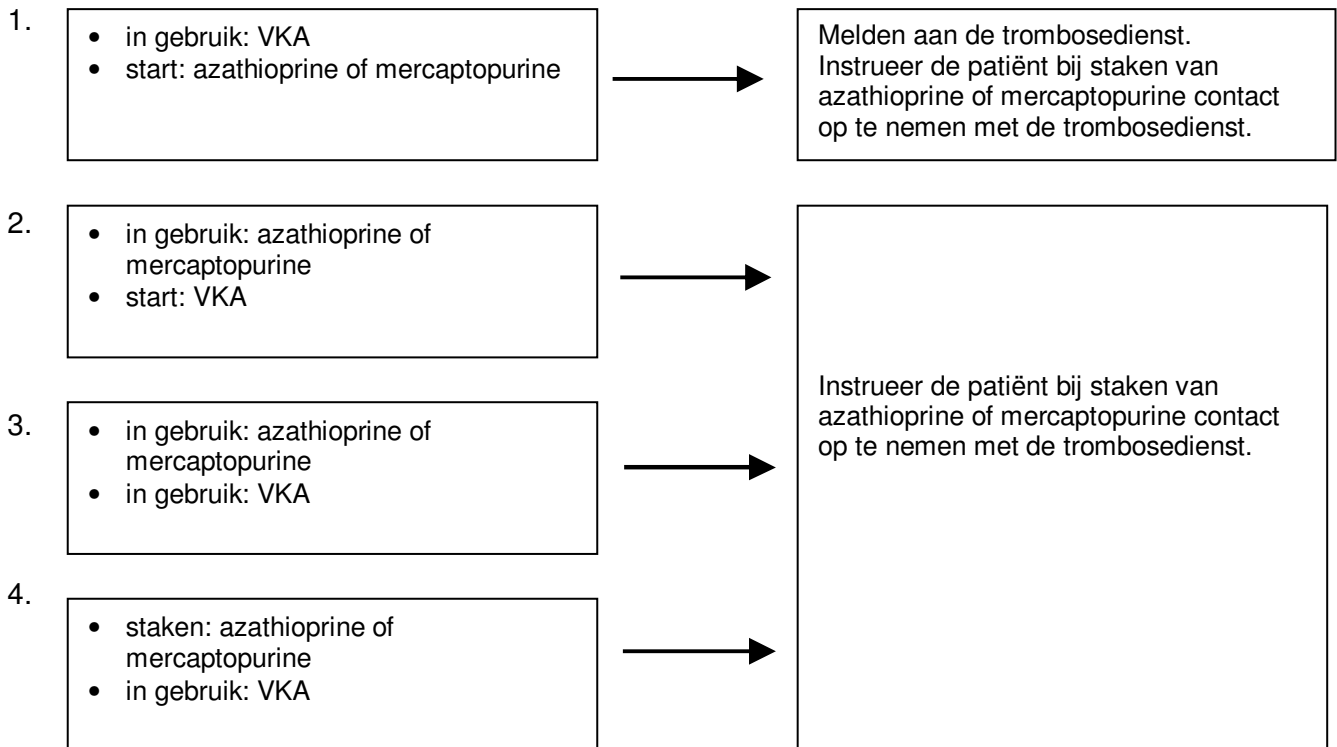 1.
• in gebruik: VKA
• start: azathioprine of mercaptopurine
Melden aan de trombosedienst.
Instrueer de patiënt bij staken van
azathioprine of mercaptopurine contact
op te nemen met de trombosedienst.
2.
• in gebruik: azathioprine of
mercaptopurine
• start: VKA
3.
• in gebruik: azathioprine of
mercaptopurine
• in gebruik: VKA
4.
• staken: azathioprine of
mercaptopurine
• in gebruik: VKA
Instrueer de patiënt bij staken van
azathioprine of mercaptopurine contact
op te nemen met de trombosedienst.